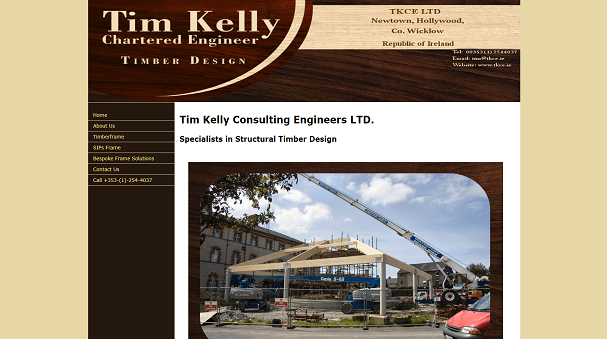 Tim Kelly
Chartered Engineer
TIMBER DESIGN
TKCE LTD
Newtown, Hollywood,
Co. Wicklow
Republic of Ireland
Tel: 00353(1)2544037
Email: tim@tkce.ie
Website: www.tkce.ie
Home
About Us
Timberframe
SIPs Frame
Bespoke Frame Solutions
Contact Us
Call +353-(1)-254-4037
Tim Kelly Consulting Engineers LTD.
Specialists in Structural Timber Design
Genie S-65